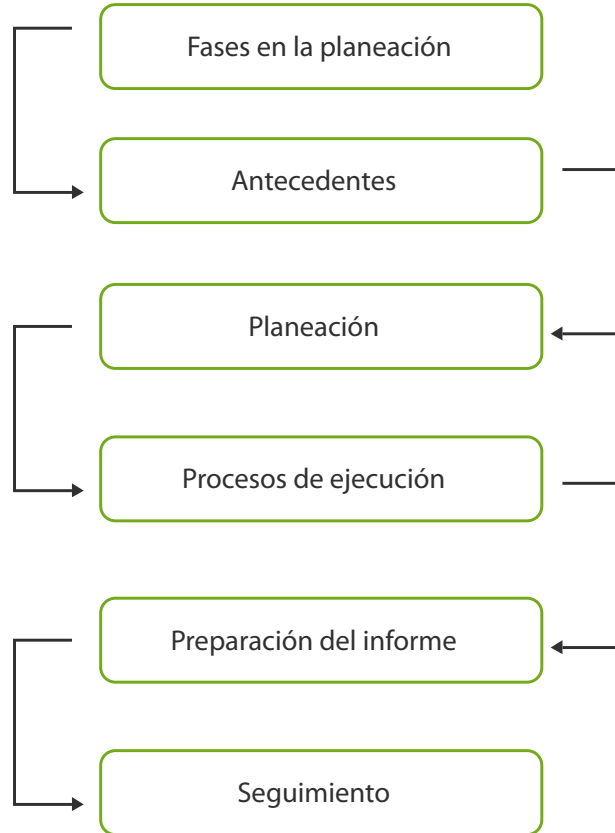 Fases en la planeación
Antecedentes
Planeación
Procesos de ejecución
Preparación del informe
Seguimiento